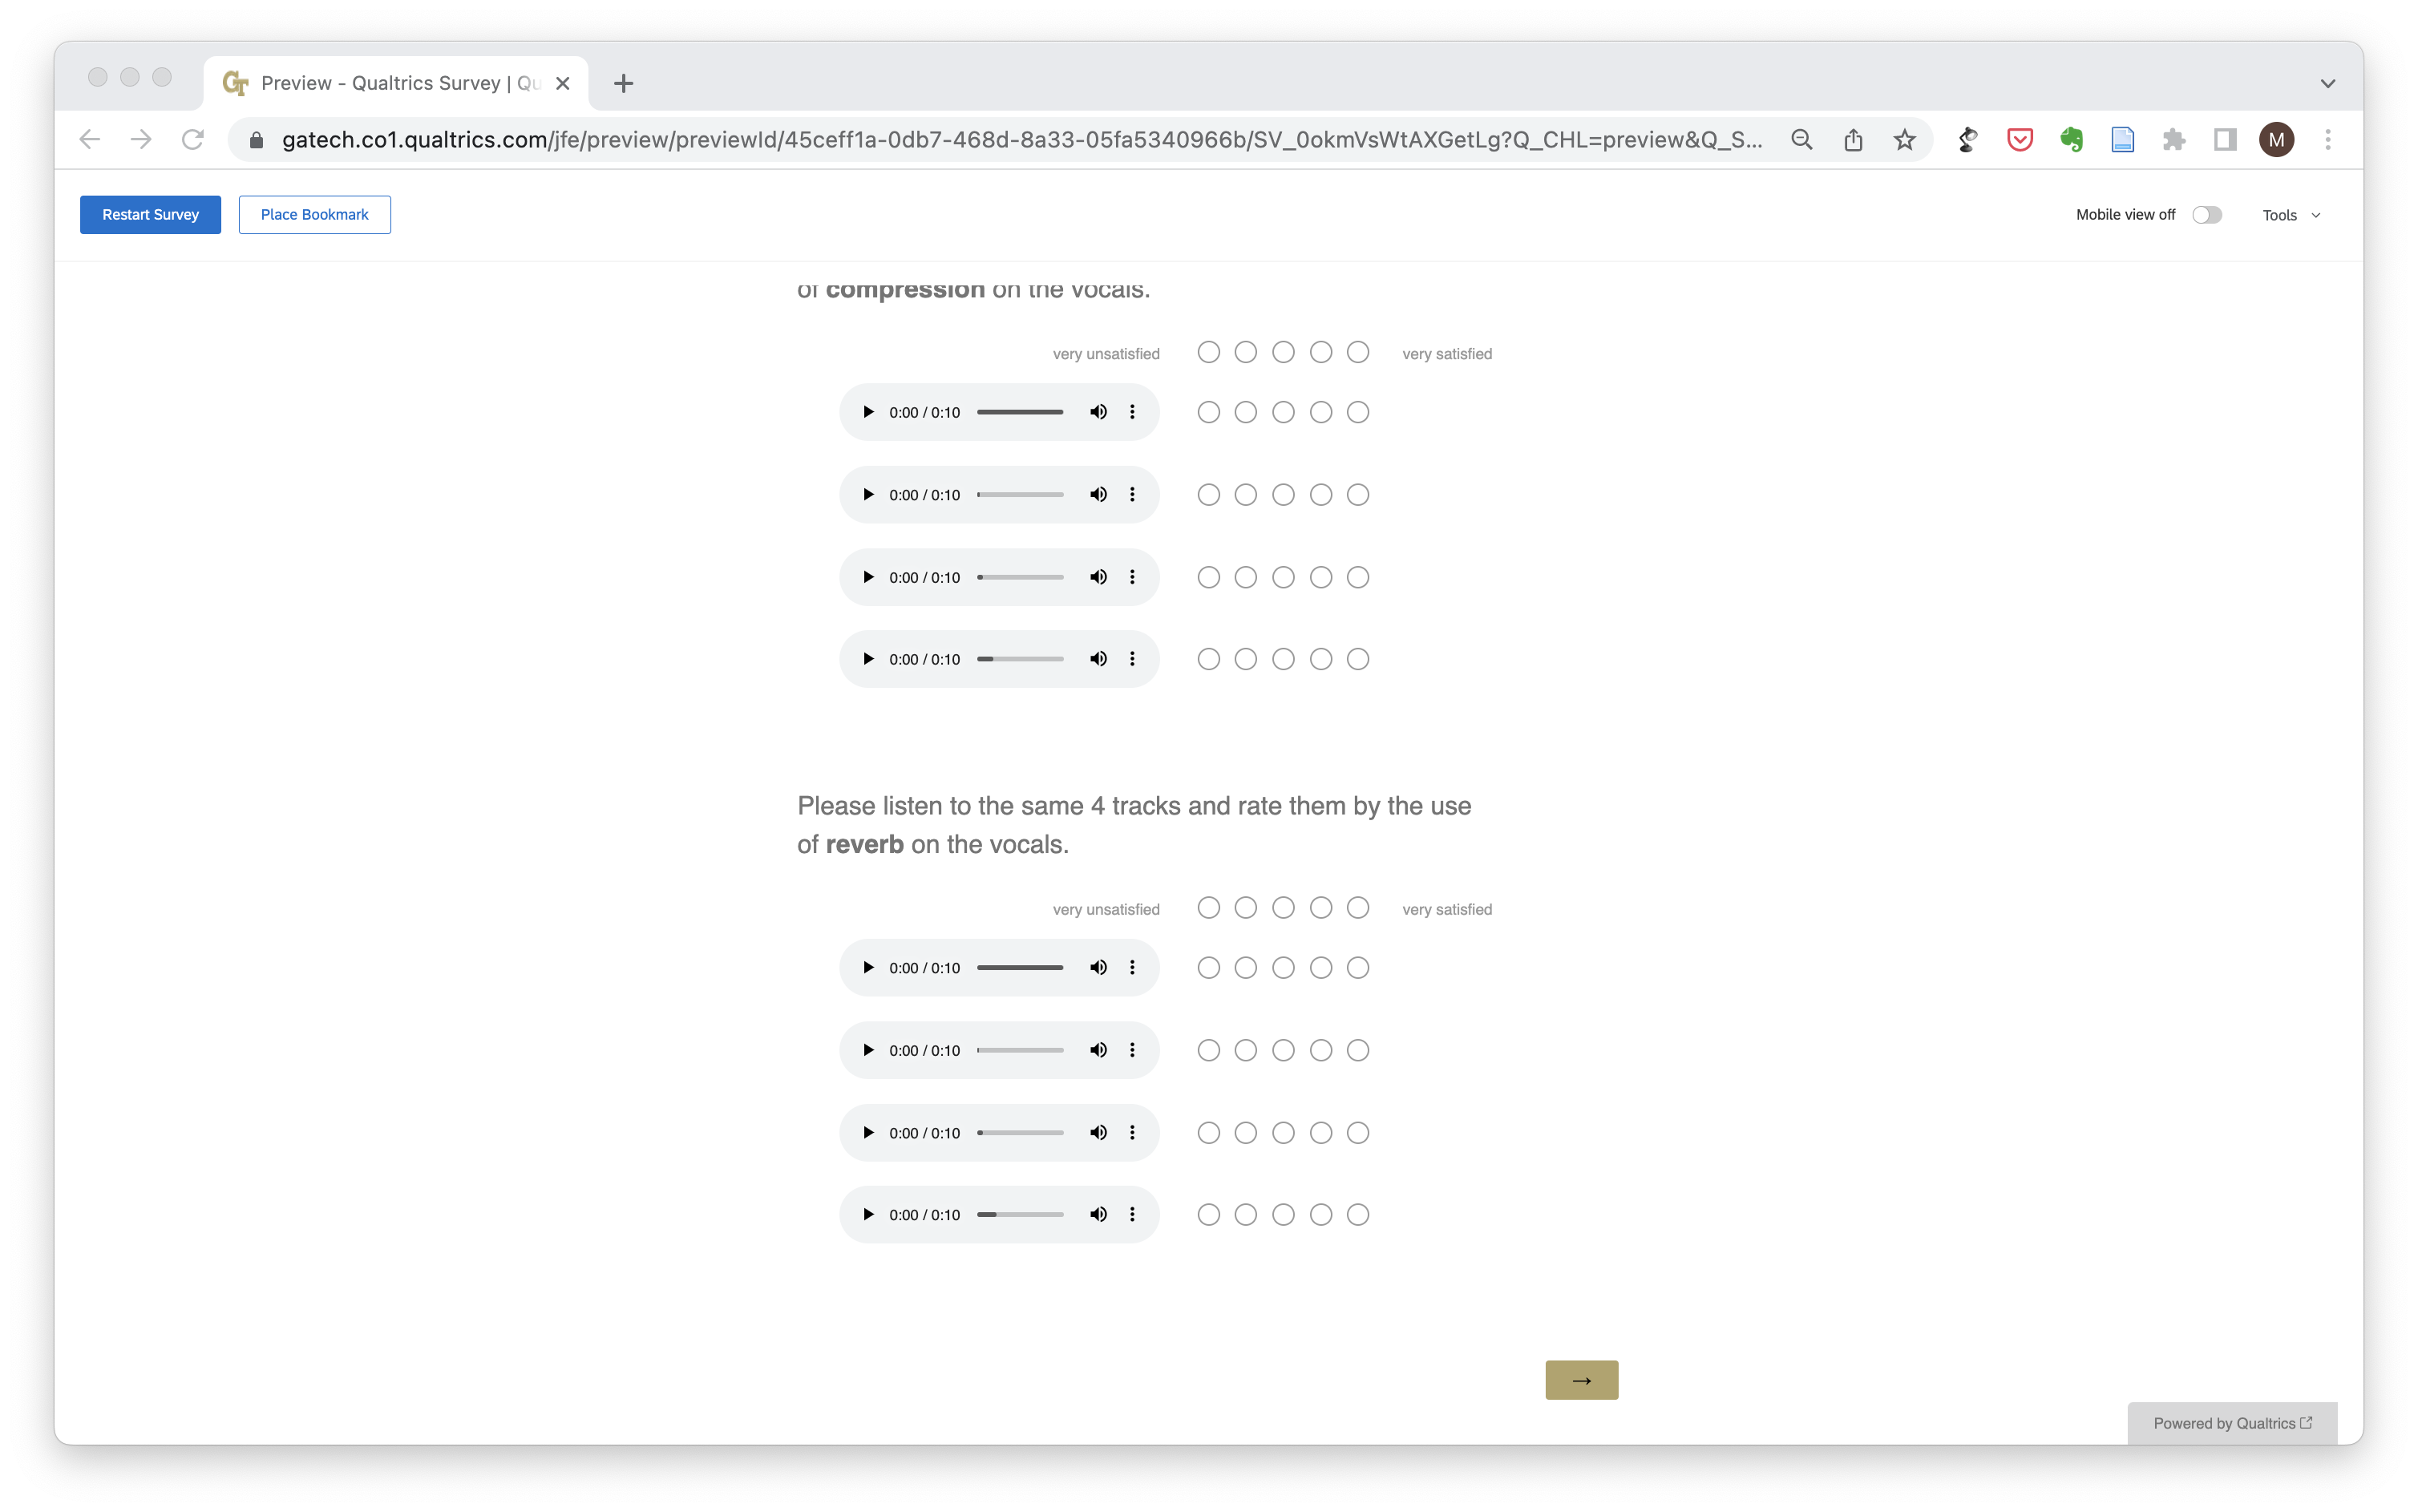 Preview - Qualtrics Survey | Qu
gatech.co1.qualtrics.com/jfe/preview/previewId/45ceff1a-0db7-468d-8a33-05fa5340966b/SV_0okmVsWtAXGetLg?Q_CHL=preview&Q_S...
M
Restart Survey
Place Bookmark
Mobile view off
Tools
of compression on the vocals.
very unsatisfied
very satisfied
0:00 / 0:10
0:00 / 0:10
0:00 / 0:10
0:00 / 0:10
Please listen to the same 4 tracks and rate them by the use
of reverb on the vocals.
very unsatisfied
very satisfied
0:00 / 0:10
0:00 / 0:10
0:00 / 0:10
0:00 / 0:10
→
Powered by Qualtrics